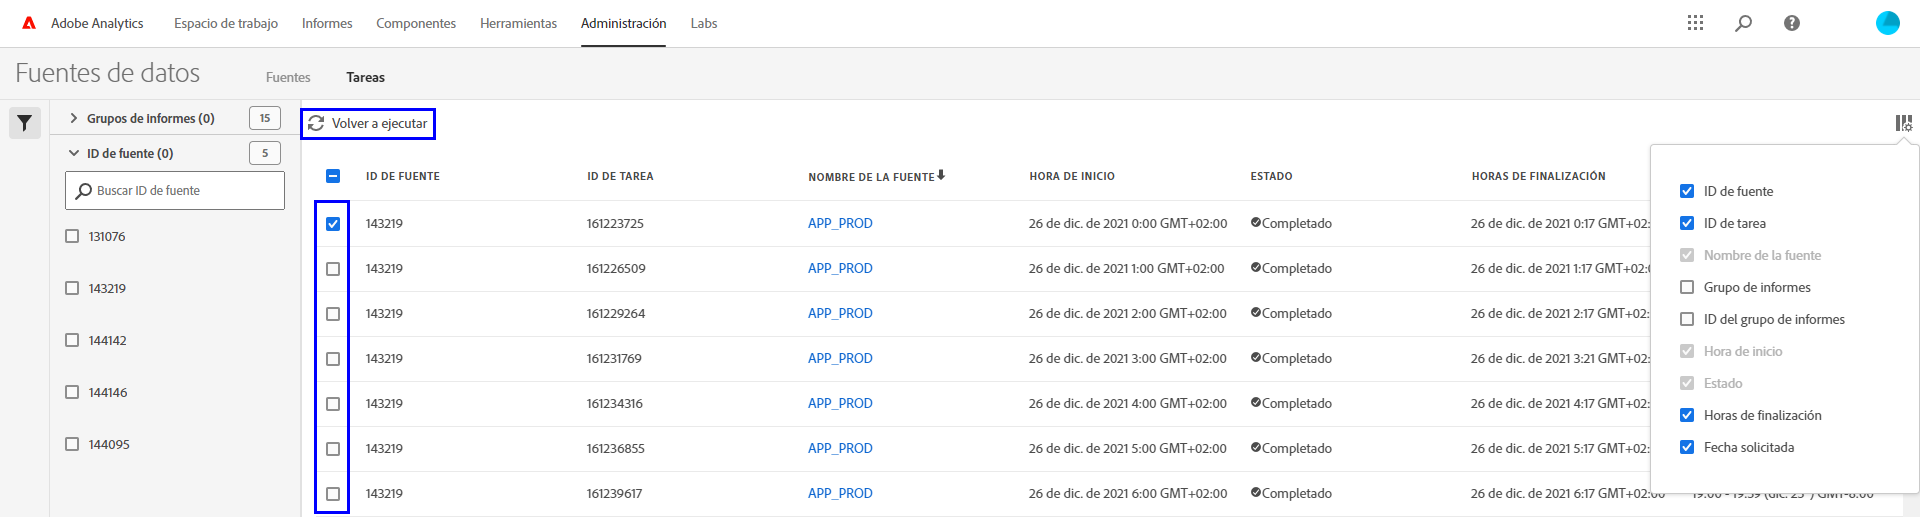 Adobe Analytics Espacio de trabajo Informes Componentes Herramientas Administración Labs
Fuentes de datos Fuentes Tareas
Grupos de Informes (0) 15
ID de fuente (0) 5
Buscar ID de fuente
131076
143219
144142
144146
144095
Volver a ejecutar
ID DE FUENTE ID DE TAREA NOMBRE DE LA FUENTE HORA DE INICIO ESTADO HORAS DE FINALIZACIÓN
143219 161223725 APP_PROD 26 de dic. de 2021 0:00 GMT+02:00 Completado 26 de dic. de 2021 0:17 GMT+02:
143219 161226509 APP_PROD 26 de dic. de 2021 1:00 GMT+02:00 Completado 26 de dic. de 2021 1:17 GMT+02:
143219 161229264 APP_PROD 26 de dic. de 2021 2:00 GMT+02:00 Completado 26 de dic. de 2021 2:17 GMT+02:
143219 161231769 APP_PROD 26 de dic. de 2021 3:00 GMT+02:00 Completado 26 de dic. de 2021 3:21 GMT+02:
143219 161234316 APP_PROD 26 de dic. de 2021 4:00 GMT+02:00 Completado 26 de dic. de 2021 4:17 GMT+02:
143219 161236855 APP_PROD 26 de dic. de 2021 5:00 GMT+02:00 Completado 26 de dic. de 2021 5:17 GMT+02:
143219 161239617 APP_PROD 26 de dic. de 2021 6:00 GMT+02:00 Completado 26 de dic. de 2021 6:17 GMT+02:00
ID de fuente
ID de tarea
Nombre de la fuente
Grupo de informes
ID del grupo de informes
Hora de inicio
Estado
Horas de finalización
Fecha solicitada